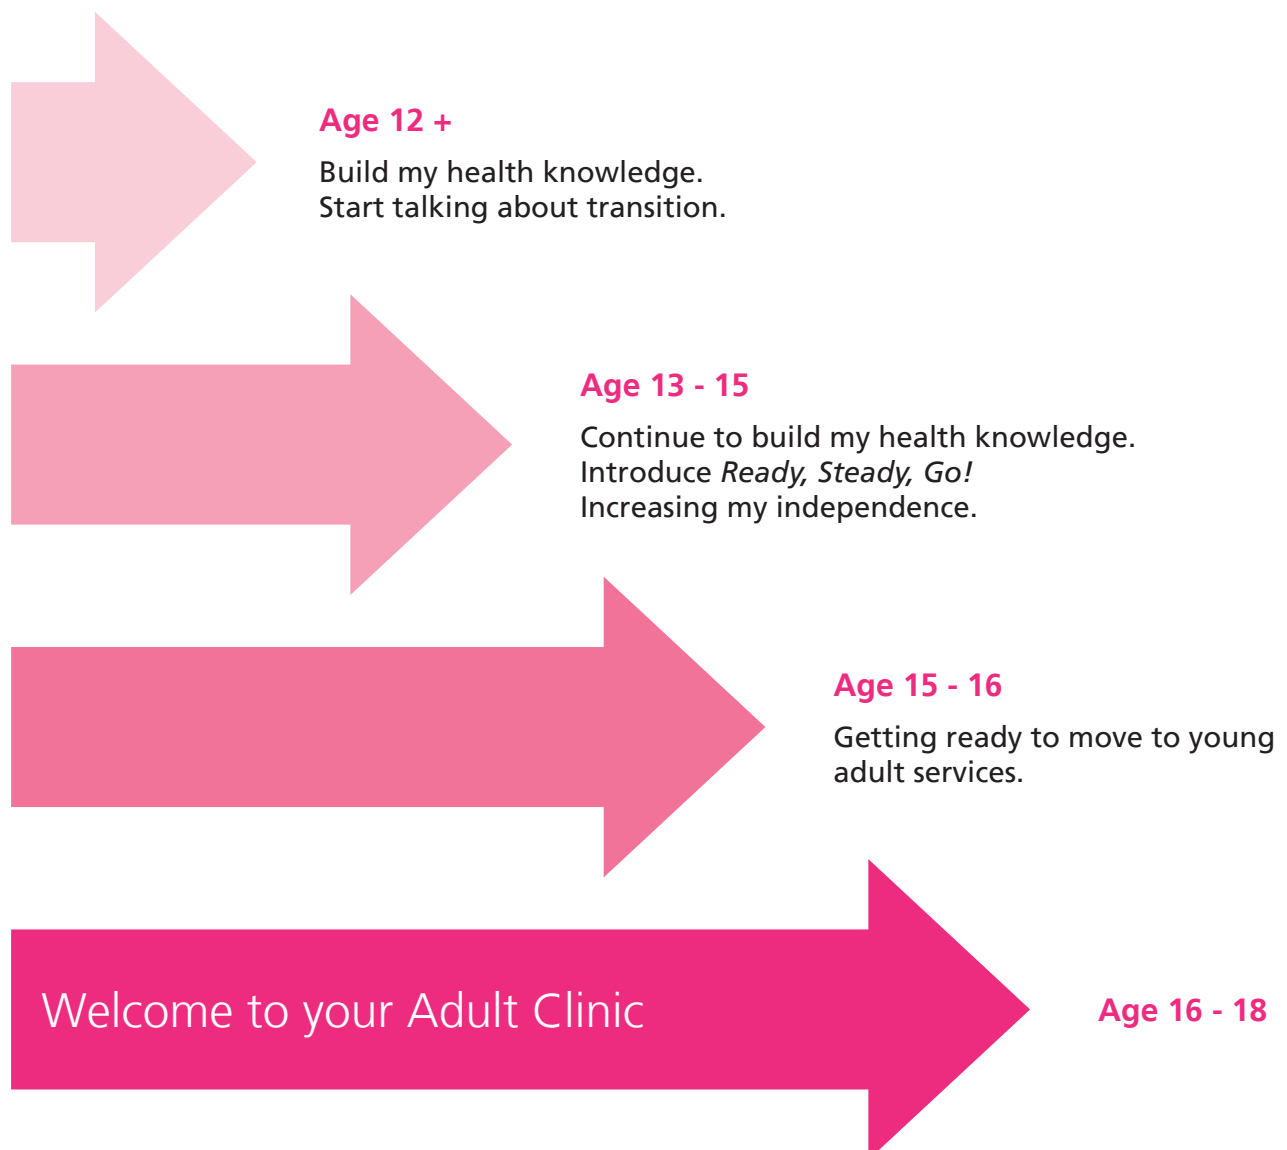 Age 12 +
Build my health knowledge.
Start talking about transition.
Age 13 - 15
Continue to build my health knowledge.
Introduce Ready, Steady, Go!
Increasing my independence.
Age 15 - 16
Getting ready to move to young
adult services.
Welcome to your Adult Clinic
Age 16 - 18